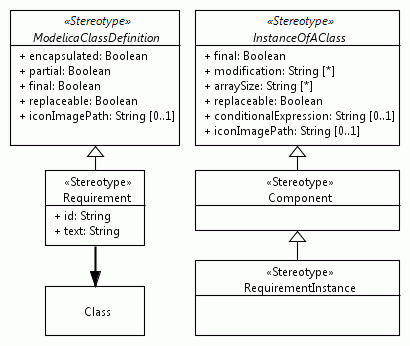 «Stereotype»
ModelicaClassDefinition
+ encapsulated: Boolean
+ partial: Boolean
+ final: Boolean
+ replaceable: Boolean
+ iconImagePath: String [0..1]
«Stereotype»
Requirement
+ id: String
+ text: String
Class
«Stereotype»
InstanceOfAClass
+ final: Boolean
+ modification: String [*]
+ arraySize: String [*]
+ replaceable: Boolean
+ conditionalExpression: String [0..1]
+ iconImagePath: String [0..1]
«Stereotype»
Component
«Stereotype»
RequirementInstance